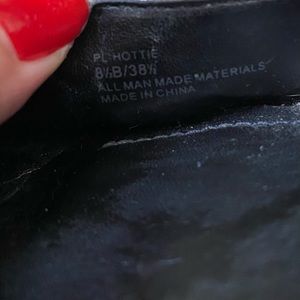 PL-HOTTIE
8½B/38½
ALL MAN MADE MATERIALS
MADE IN CHINA